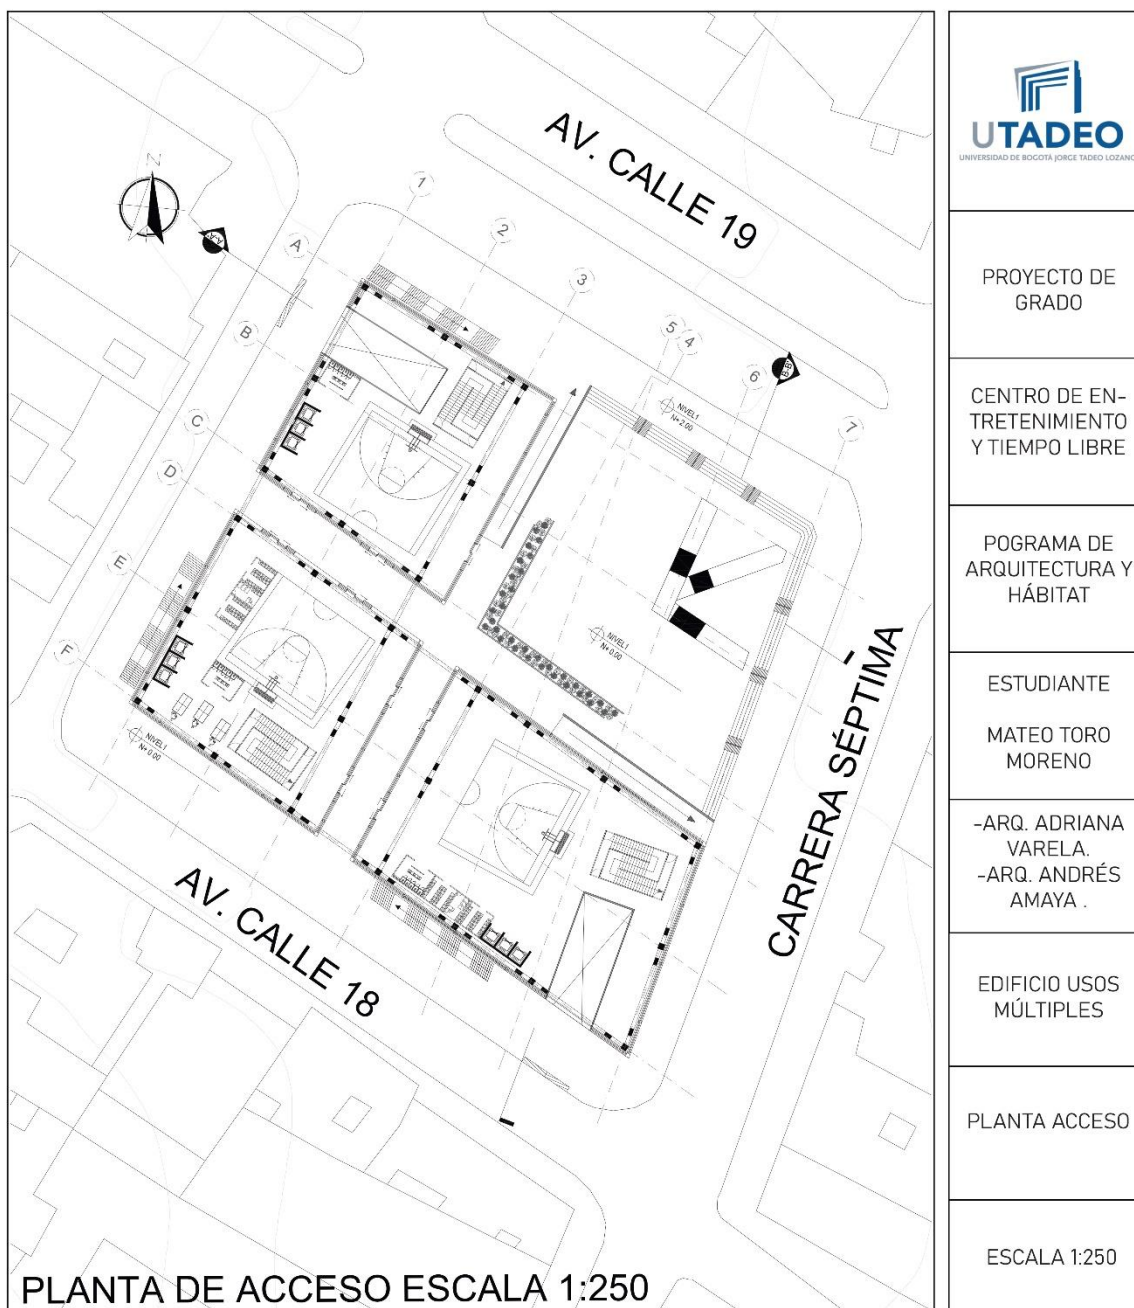 AV. CALLE 19
N
A-A'
1
2
3
5
4
6
B-B'
7
A
B
C
D
E
F
NIVEL1
N+2.00
NIVEL1
N+0.00
NIVEL1
N+0.00
CARRERA SÉPTIMA
AV. CALLE 18
PLANTA DE ACCESO ESCALA 1:250
UTADEO
UNIVERSIDAD DE BOGOTÁ JORGE TADEO LOZANO
PROYECTO DE
GRADO
CENTRO DE EN-
TRETENIMIENTO
Y TIEMPO LIBRE
POGRAMA DE
ARQUITECTURA Y
HÁBITAT
ESTUDIANTE
MATEO TORO
MORENO
-ARQ. ADRIANA
VARELA.
-ARQ. ANDRÉS
AMAYA .
EDIFICIO USOS
MÚLTIPLES
PLANTA ACCESO
ESCALA 1:250